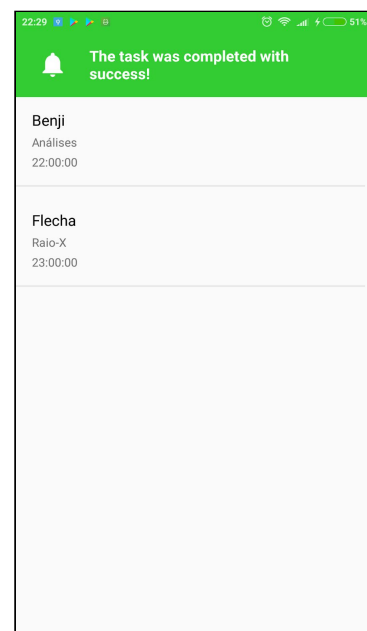 22:29 51%
The task was completed with
success!
Benji
Análises
22:00:00
Flecha
Raio-X
23:00:00